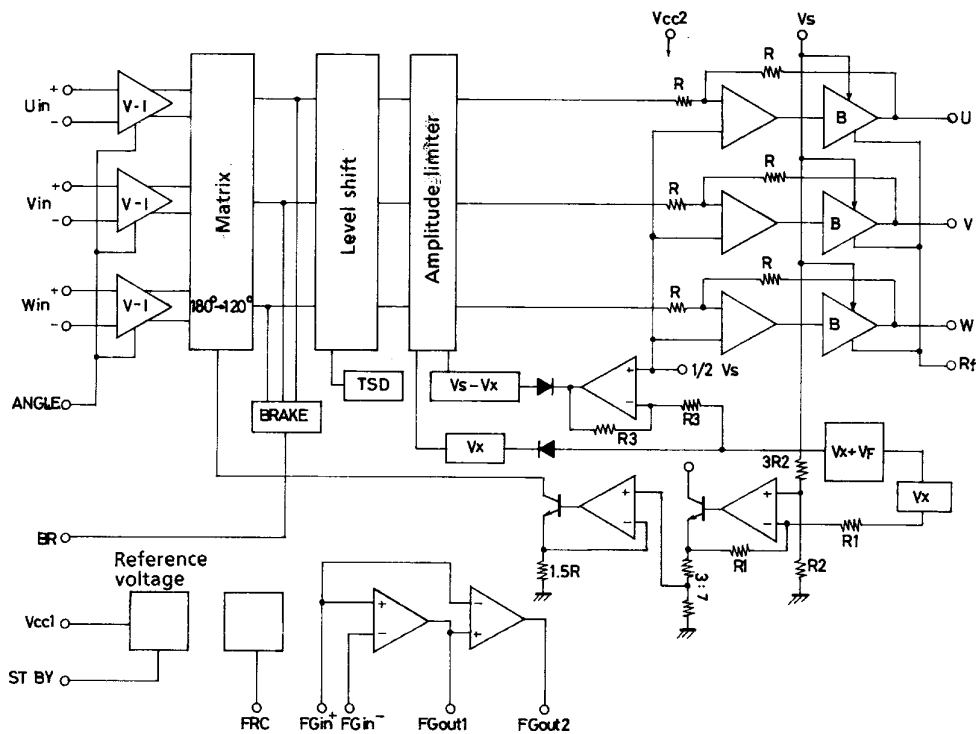 Vcc2
Vs
R
R
Uin
+
−
V-I
B
U
Vin
+
−
V-I
Matrix
Level shift
Amplitude limiter
R
R
B
V
Win
+
−
V-I
180°→120°
R
R
B
W
Rf
ANGLE
BRAKE
TSD
Vs−Vx
+
−
1/2 Vs
R3
R3
Vx
Vx+VF
3R2
Vx
+
−
+
−
R1
R1
R2
BR
1.5R
3:7
Reference
voltage
Vcc1
ST BY
+
−
−
+
FRC
FGin+
FGin−
FGout1
FGout2